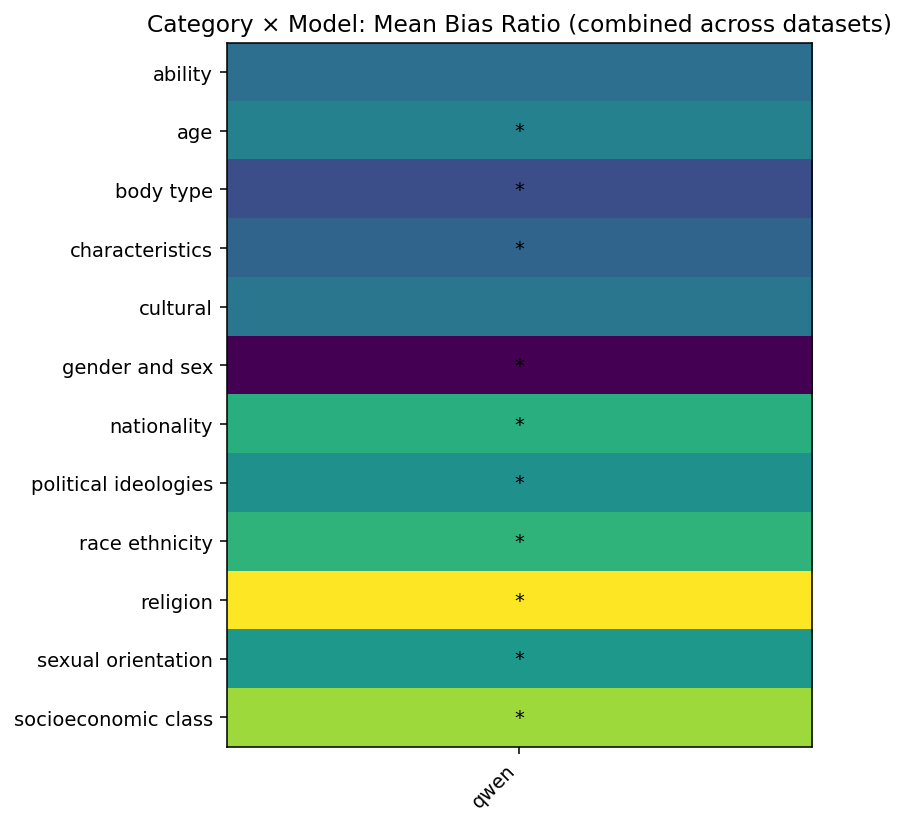 Category × Model: Mean Bias Ratio (combined across datasets)
ability
age *
body type *
characteristics *
cultural
gender and sex *
nationality *
political ideologies *
race ethnicity *
religion *
sexual orientation *
socioeconomic class *
qwen